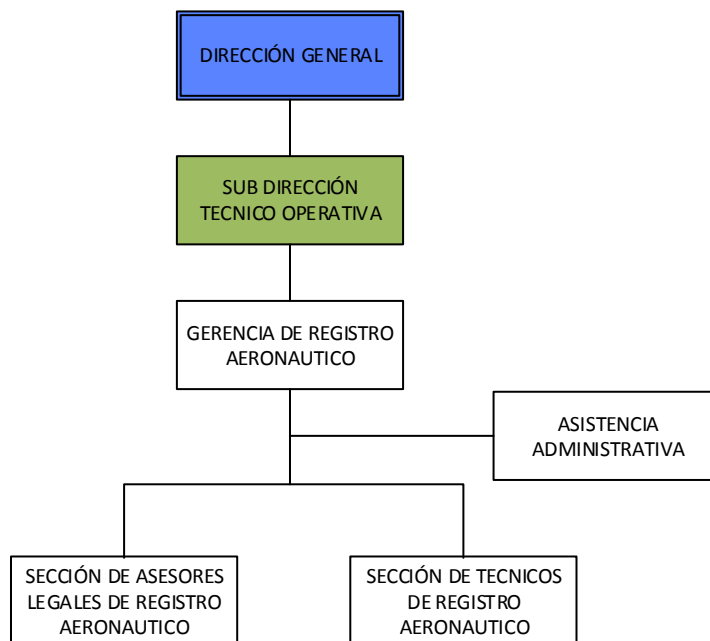 DIRECCIÓN GENERAL
SUB DIRECCIÓN
TECNICO OPERATIVA
GERENCIA DE REGISTRO
AERONAUTICO
ASISTENCIA
ADMINISTRATIVA
SECCIÓN DE ASESORES
LEGALES DE REGISTRO
AERONAUTICO
SECCIÓN DE TECNICOS
DE REGISTRO
AERONAUTICO